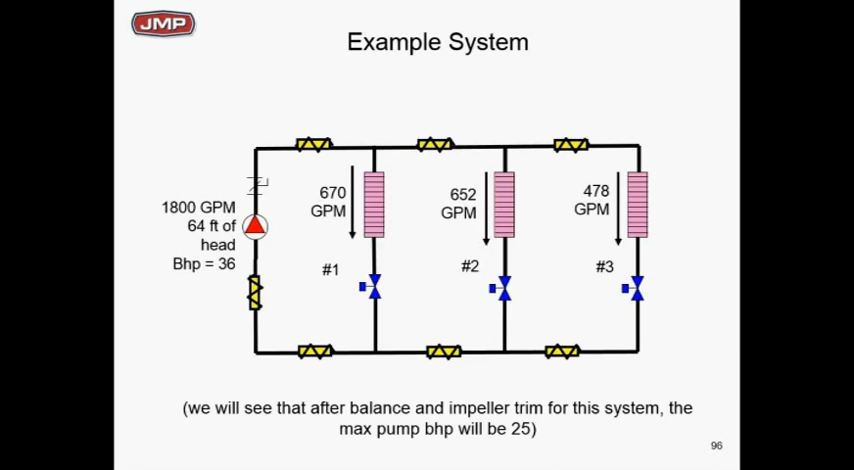 JMP
Example System
1800 GPM
64 ft of
head
Bhp = 36
670
GPM
#1
652
GPM
#2
478
GPM
#3
(we will see that after balance and impeller trim for this system, the
max pump bhp will be 25)
96